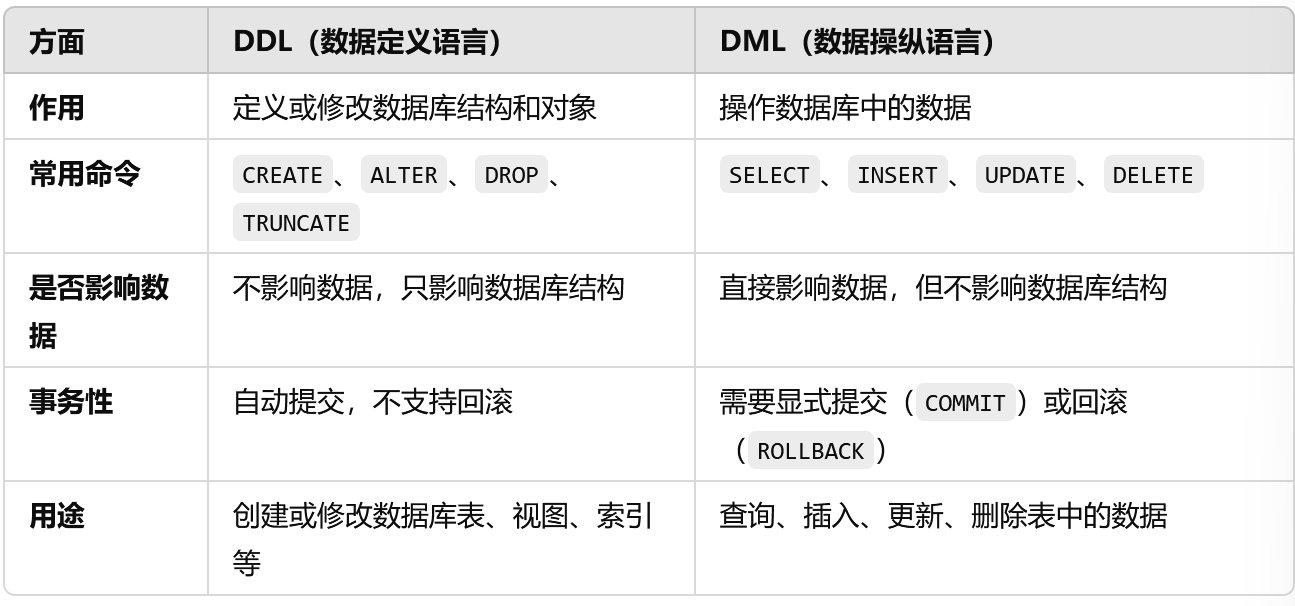 方面 DDL（数据定义语言） DML（数据操纵语言）
作用 定义或修改数据库结构和对象 操作数据库中的数据
常用命令 CREATE、ALTER、DROP、 SELECT、INSERT、UPDATE、DELETE
TRUNCATE
是否影响数 不影响数据，只影响数据库结构 直接影响数据，但不影响数据库结构
据
事务性 自动提交，不支持回滚 需要显式提交（COMMIT）或回滚
（ROLLBACK）
用途 创建或修改数据库表、视图、索引 查询、插入、更新、删除表中的数据
等